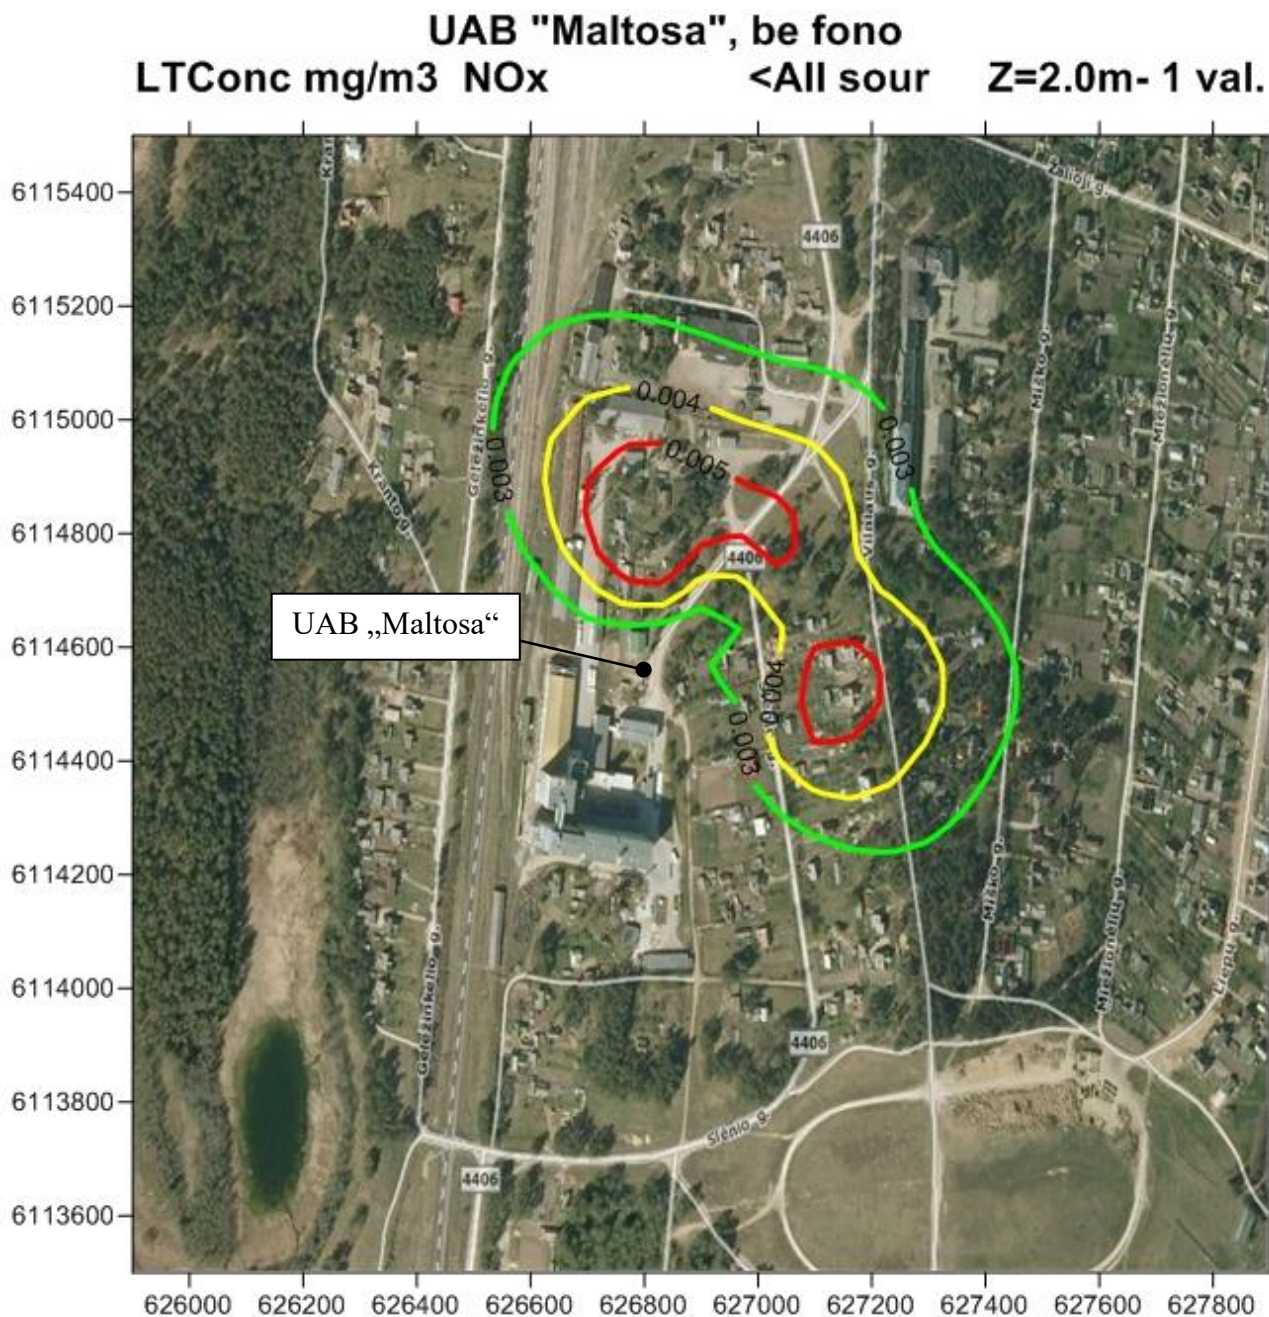 UAB "Maltosa", be fono
LTConc mg/m3 NOx <All sour Z=2.0m- 1 val.
6115400
6115200
6115000
6114800
6114600
6114400
6114200
6114000
6113800
6113600
626000 626200 626400 626600 626800 627000 627200 627400 627600 627800
Kran
Žalioji g.
4406
Geležinkelio g.
Miško g.
Miežionėlių g.
0.004
0.003
0.005
0.003
Kranto g.
Vilniaus g.
4406
UAB „Maltosa“
0.004
0.003
Miško g.
Miežionėlių g.
Liepų g.
Geležinkelio g.
4406
Slėnio g.
4406